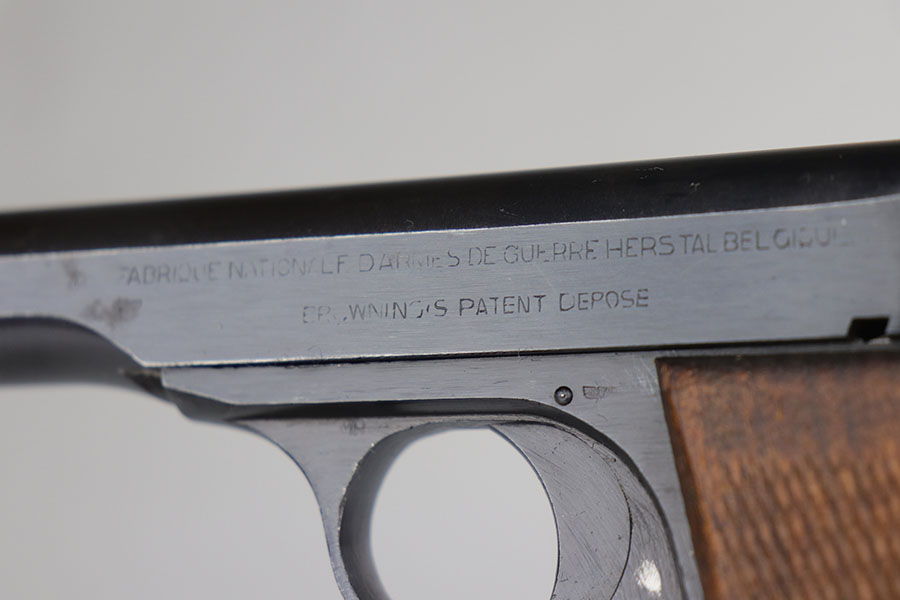 FABRIQUE NATIONALE D'ARMES DE GUERRE HERSTAL BELGIQUE
BROWNING'S PATENT DEPOSE